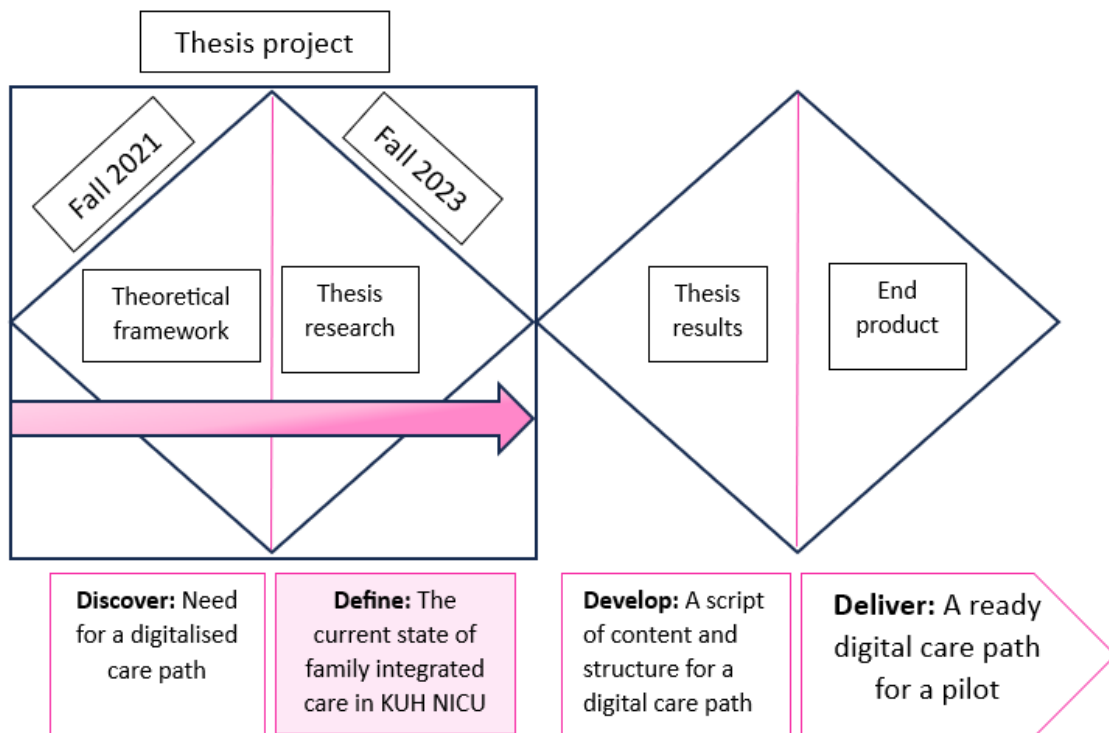 Thesis project
Fall 2021
Fall 2023
Theoretical
framework
Thesis
research
Thesis
results
End
product
Discover: Need
for a digitalised
care path
Define: The
current state of
family integrated
care in KUH NICU
Develop: A script
of content and
structure for a
digital care path
Deliver: A ready
digital care path
for a pilot